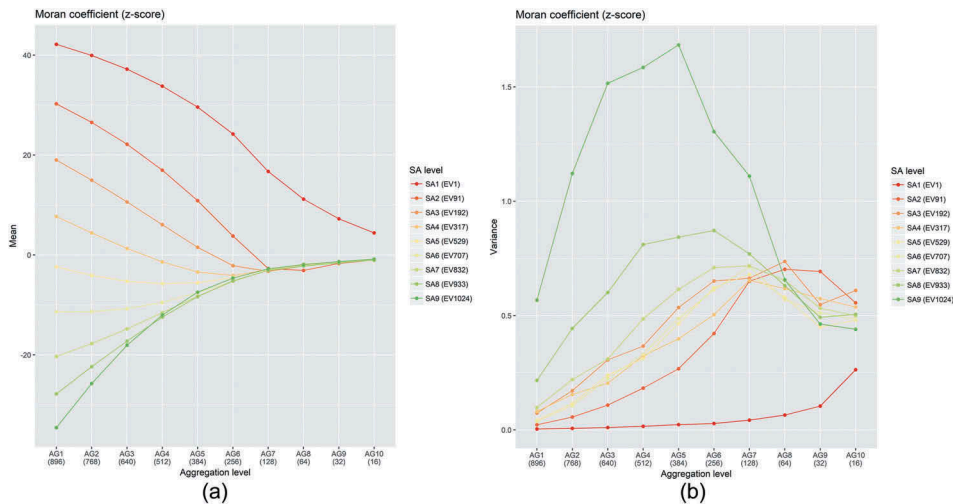 Moran coefficient (z-score)
Mean
40
20
0
-20
AG1 (896)
AG2 (768)
AG3 (640)
AG4 (512)
AG5 (384)
AG6 (256)
AG7 (128)
AG8 (64)
AG9 (32)
AG10 (16)
Aggregation level
SA level
SA1 (EV1)
SA2 (EV91)
SA3 (EV192)
SA4 (EV317)
SA5 (EV529)
SA6 (EV707)
SA7 (EV832)
SA8 (EV933)
SA9 (EV1024)
(a)
Moran coefficient (z-score)
Variance
1.5
1.0
0.5
0.0
AG1 (896)
AG2 (768)
AG3 (640)
AG4 (512)
AG5 (384)
AG6 (256)
AG7 (128)
AG8 (64)
AG9 (32)
AG10 (16)
Aggregation level
SA level
SA1 (EV1)
SA2 (EV91)
SA3 (EV192)
SA4 (EV317)
SA5 (EV529)
SA6 (EV707)
SA7 (EV832)
SA8 (EV933)
SA9 (EV1024)
(b)